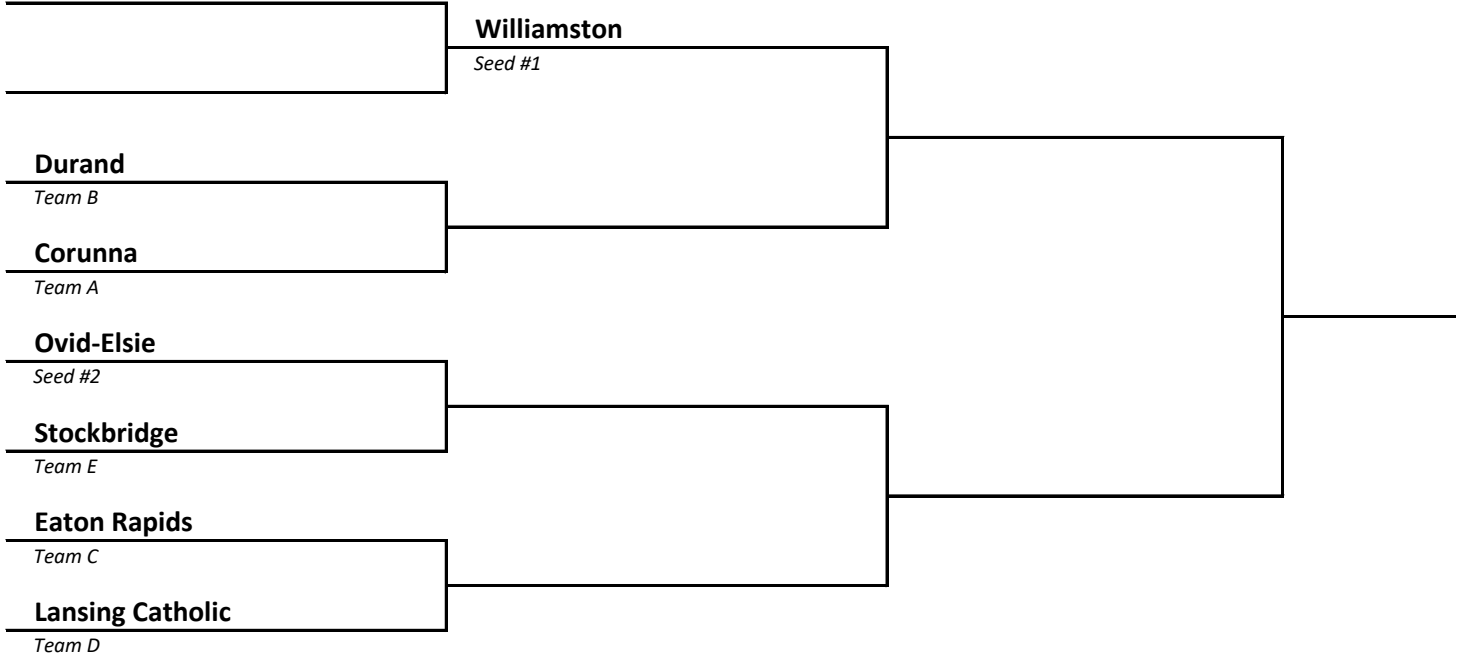 Williamston
Seed #1
Durand
Team B
Corunna
Team A
Ovid-Elsie
Seed #2
Stockbridge
Team E
Eaton Rapids
Team C
Lansing Catholic
Team D